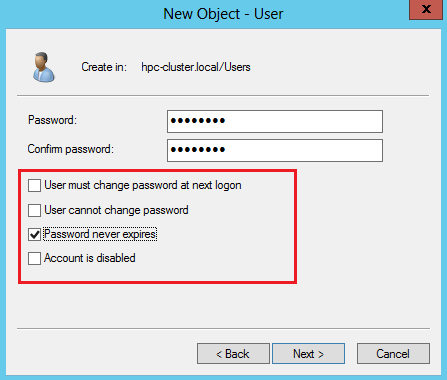 New Object - User
x
Create in: hpc-cluster.local/Users
Password: ●●●●●●●●
Confirm password: ●●●●●●●●
User must change password at next logon
User cannot change password
Password never expires
Account is disabled
< Back Next > Cancel